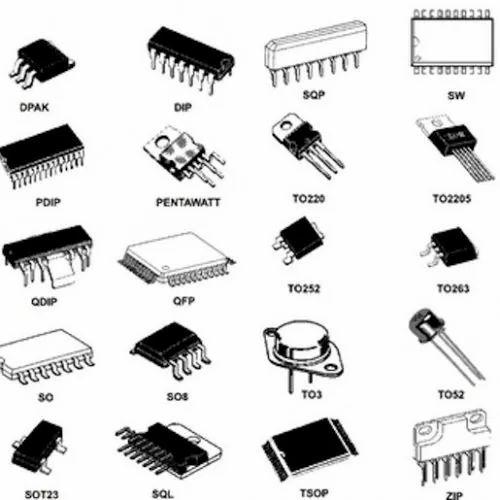 DPAK
DIP
SQP
SW
PDIP
PENTAWATT
TO220
TO2205
QDIP
QFP
TO252
TO263
SO
SO8
TO3
TO52
SOT23
SQL
TSOP
ZIP